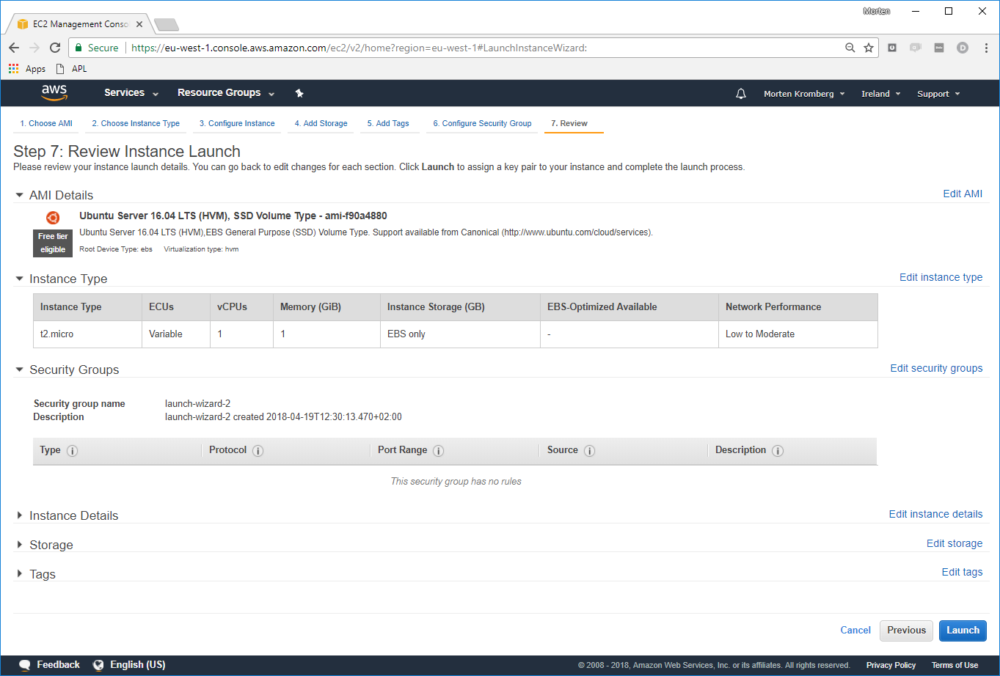 Morten
EC2 Management Conso
Secure https://eu-west-1.console.aws.amazon.com/ec2/v2/home?region=eu-west-1#LaunchInstanceWizard:
Apps APL
aws Services Resource Groups Morten Kromberg Ireland Support
1. Choose AMI 2. Choose Instance Type 3. Configure Instance 4. Add Storage 5. Add Tags 6. Configure Security Group 7. Review
Step 7: Review Instance Launch
Please review your instance launch details. You can go back to edit changes for each section. Click Launch to assign a key pair to your instance and complete the launch process.
AMI Details Edit AMI
Ubuntu Server 16.04 LTS (HVM), SSD Volume Type - ami-f90a4880
Free tier eligible
Ubuntu Server 16.04 LTS (HVM),EBS General Purpose (SSD) Volume Type. Support available from Canonical (http://www.ubuntu.com/cloud/services).
Root Device Type: ebs Virtualization type: hvm
Instance Type Edit instance type
Instance Type ECUs vCPUs Memory (GiB) Instance Storage (GB) EBS-Optimized Available Network Performance
t2.micro Variable 1 1 EBS only - Low to Moderate
Security Groups Edit security groups
Security group name launch-wizard-2
Description launch-wizard-2 created 2018-04-19T12:30:13.470+02:00
Type i Protocol i Port Range i Source i Description i
This security group has no rules
Instance Details Edit instance details
Storage Edit storage
Tags Edit tags
Cancel Previous Launch
Feedback English (US) © 2008 - 2018, Amazon Web Services, Inc. or its affiliates. All rights reserved. Privacy Policy Terms of Use